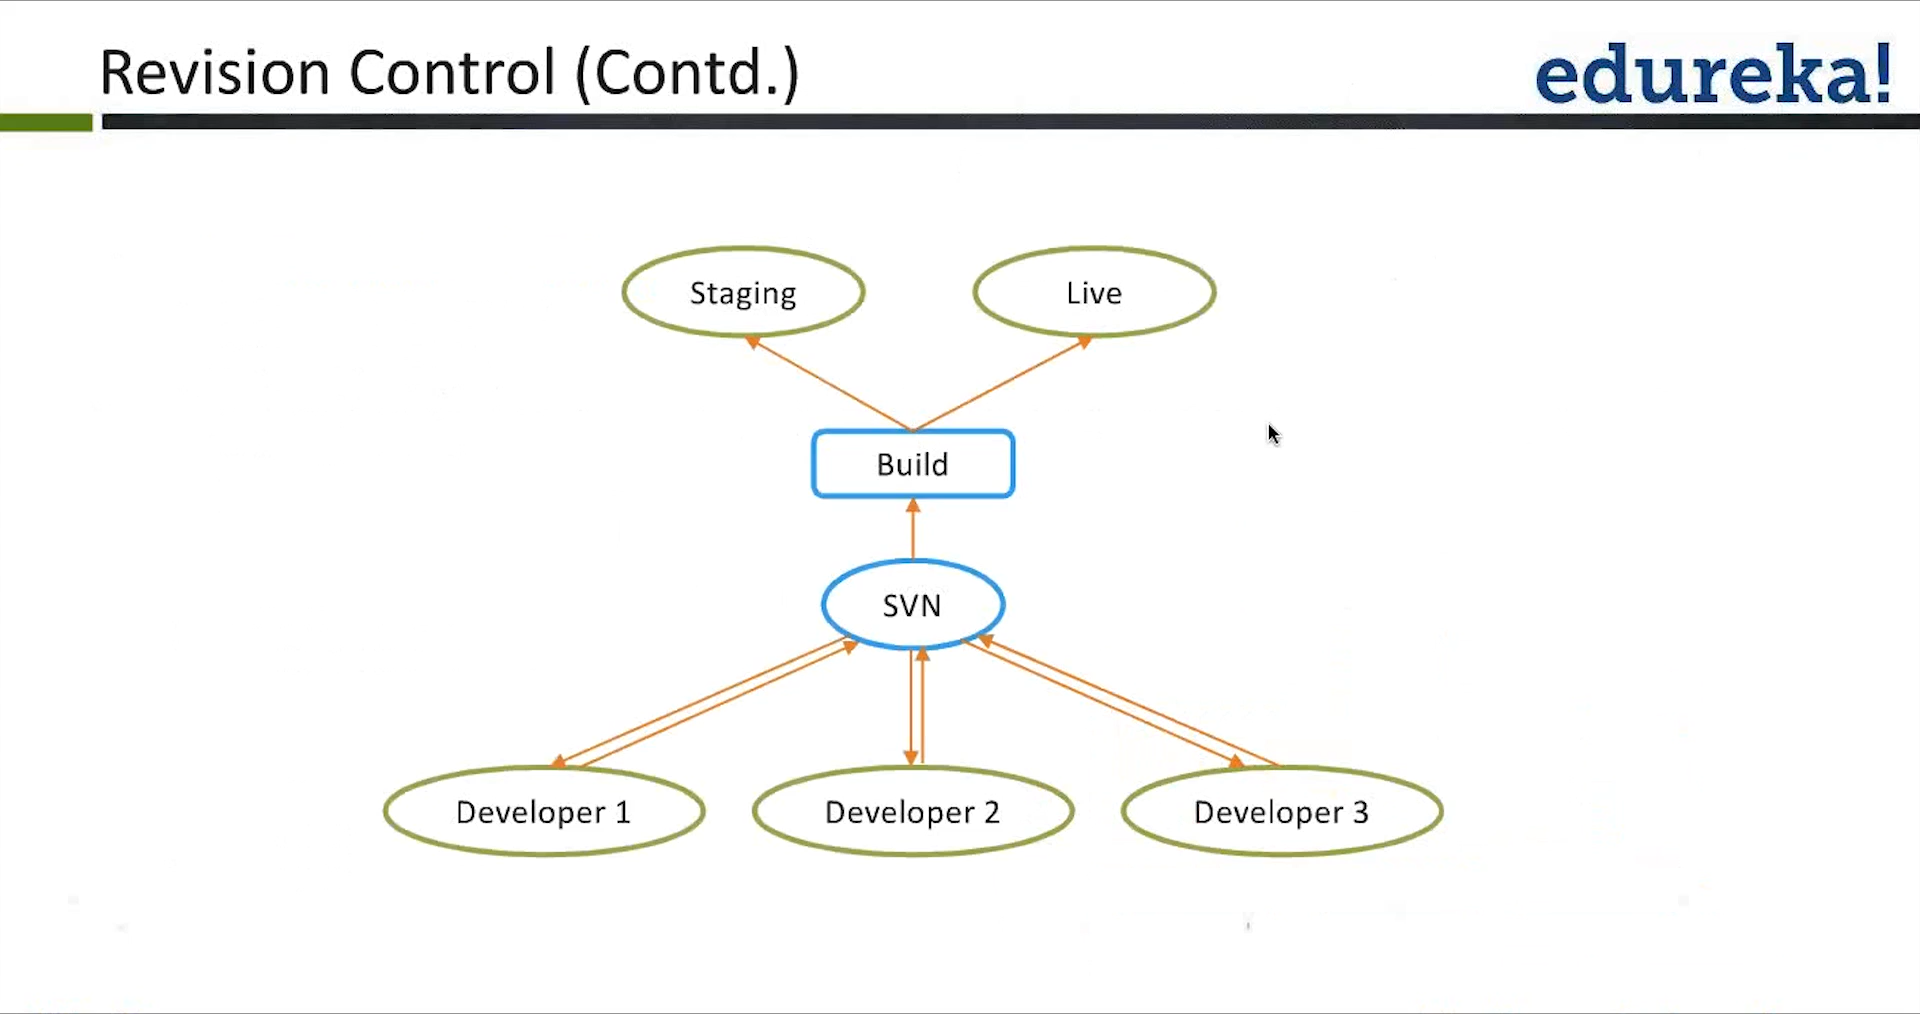 Revision Control (Contd.)
edureka!
Staging
Live
Build
SVN
Developer 1
Developer 2
Developer 3